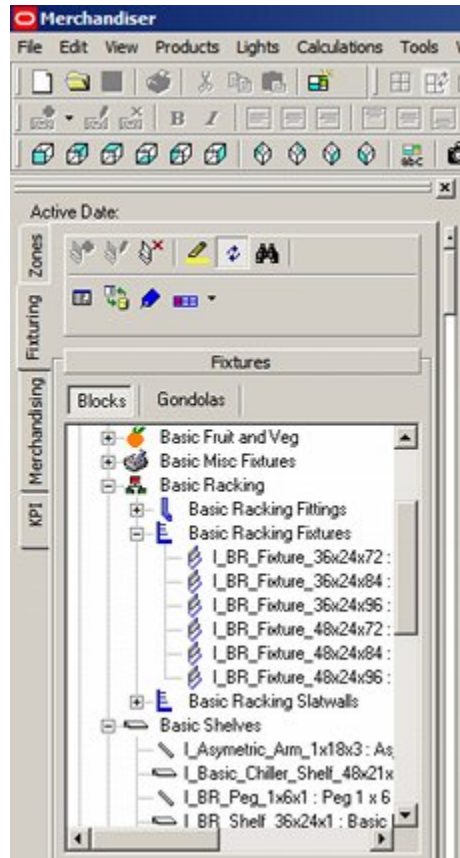 Merchandiser
File Edit View Products Lights Calculations Tools
B I
abc
Active Date:
Zones
Fixturing
Merchandising
KPI
Fixtures
Blocks Gondolas
Basic Fruit and Veg
Basic Misc Fixtures
Basic Racking
Basic Racking Fittings
Basic Racking Fixtures
I_BR_Fixture_36x24x72 :
I_BR_Fixture_36x24x84 :
I_BR_Fixture_36x24x96 :
I_BR_Fixture_48x24x72 :
I_BR_Fixture_48x24x84 :
I_BR_Fixture_48x24x96 :
Basic Racking Slatwalls
Basic Shelves
I_Asymetric_Arm_1x18x3 : As
I_Basic_Chiller_Shelf_48x21x
I_BR_Peg_1x6x1 : Peg 1 x 6
I_BR_Shelf_36x24x1 : Basic